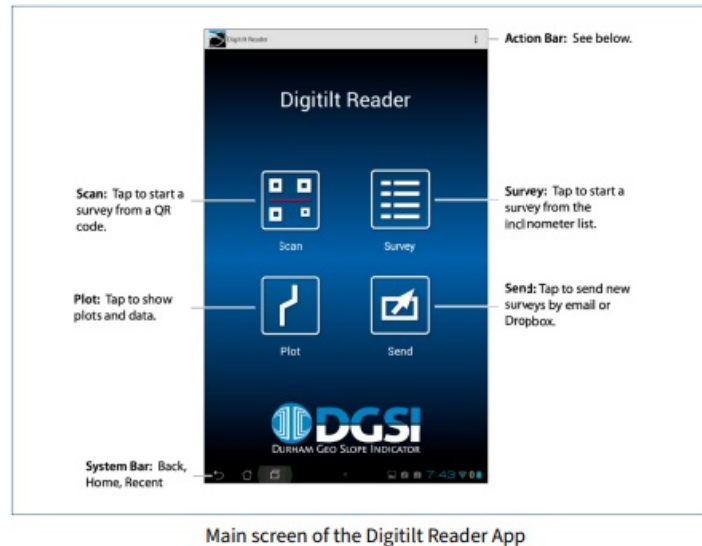 Digitilt Reader
Action Bar: See below.
Digitilt Reader
Scan: Tap to start a
survey from a QR
code.
Scan
Survey
Survey: Tap to start a
survey from the
inclinometer list.
Plot: Tap to show
plots and data.
Plot
Send
Send: Tap to send new
surveys by email or
Dropbox.
DGSI
DURHAM GEO SLOPE INDICATOR
System Bar: Back,
Home, Recent
7:43
Main screen of the Digitilt Reader App